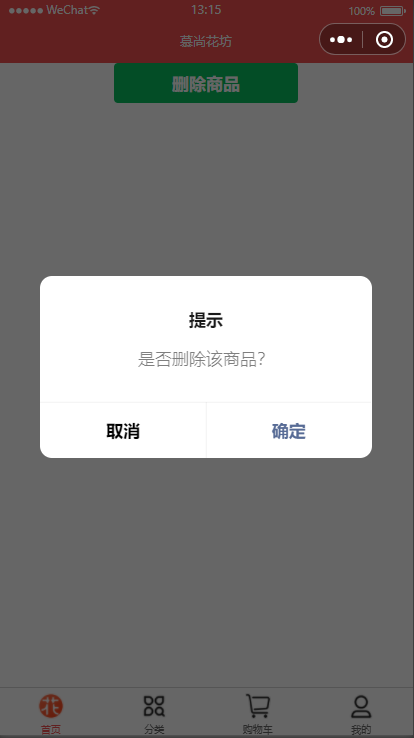 WeChat 13:15 100%
慕尚花坊
删除商品
提示
是否删除该商品?
取消 确定
花
首页 分类 购物车 我的